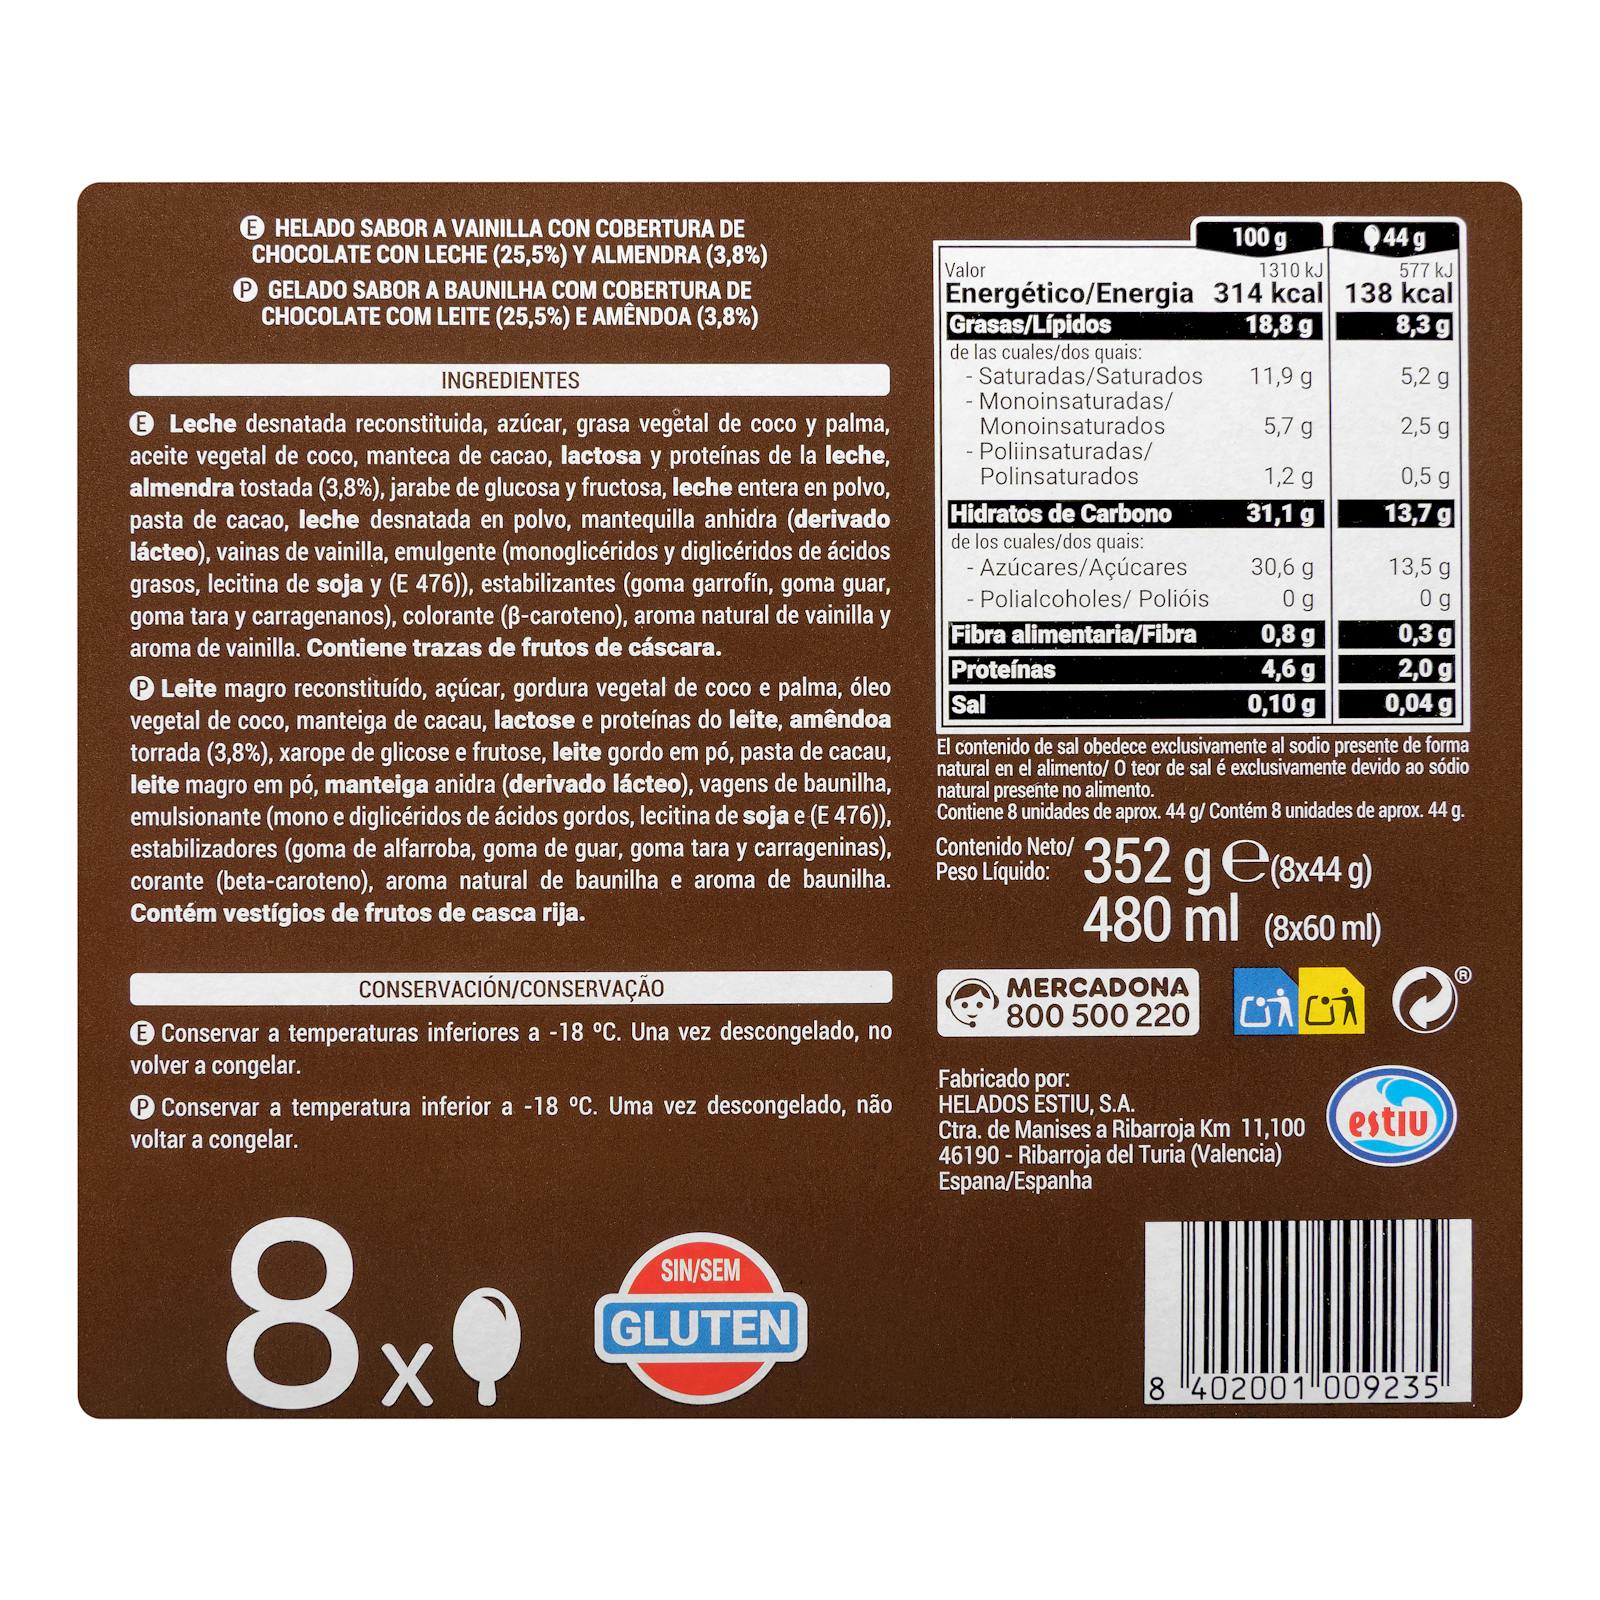 E HELADO SABOR A VAINILLA CON COBERTURA DE
CHOCOLATE CON LECHE (25,5%) Y ALMENDRA (3,8%)
P GELADO SABOR A BAUNILHA COM COBERTURA DE
CHOCOLATE COM LEITE (25,5%) E AMÊNDOA (3,8%)
INGREDIENTES
E Leche desnatada reconstituida, azúcar, grasa vegetal de coco y palma,
aceite vegetal de coco, manteca de cacao, lactosa y proteínas de la leche,
almendra tostada (3,8%), jarabe de glucosa y fructosa, leche entera en polvo,
pasta de cacao, leche desnatada en polvo, mantequilla anhidra (derivado
lácteo), vainas de vainilla, emulgente (monoglicéridos y diglicéridos de ácidos
grasos, lecitina de soja y (E 476)), estabilizantes (goma garrofín, goma guar,
goma tara y carragenanos), colorante (β-caroteno), aroma natural de vainilla y
aroma de vainilla. Contiene trazas de frutos de cáscara.
P Leite magro reconstituído, açúcar, gordura vegetal de coco e palma, óleo
vegetal de coco, manteiga de cacau, lactose e proteínas do leite, amêndoa
torrada (3,8%), xarope de glicose e frutose, leite gordo em pó, pasta de cacau,
leite magro em pó, manteiga anidra (derivado lácteo), vagens de baunilha,
emulsionante (mono e diglicéridos de ácidos gordos, lecitina de soja e (E 476)),
estabilizadores (goma de alfarroba, goma de guar, goma tara y carrageninas),
corante (beta-caroteno), aroma natural de baunilha e aroma de baunilha.
Contém vestígios de frutos de casca rija.
CONSERVACIÓN/CONSERVAÇÃO
E Conservar a temperaturas inferiores a -18 ºC. Una vez descongelado, no
volver a congelar.
P Conservar a temperatura inferior a -18 ºC. Uma vez descongelado, não
voltar a congelar.
8x
SIN/SEM
GLUTEN
100 g 44 g
Valor 1310 kJ 577 kJ
Energético/Energia 314 kcal 138 kcal
Grasas/Lípidos 18,8 g 8,3 g
de las cuales/dos quais:
- Saturadas/Saturados 11,9 g 5,2 g
- Monoinsaturadas/
Monoinsaturados 5,7 g 2,5 g
- Poliinsaturadas/
Polinsaturados 1,2 g 0,5 g
Hidratos de Carbono 31,1 g 13,7 g
de los cuales/dos quais:
- Azúcares/Açúcares 30,6 g 13,5 g
- Polialcoholes/ Polióis 0 g 0 g
Fibra alimentaria/Fibra 0,8 g 0,3 g
Proteínas 4,6 g 2,0 g
Sal 0,10 g 0,04 g
El contenido de sal obedece exclusivamente al sodio presente de forma
natural en el alimento/ O teor de sal é exclusivamente devido ao sódio
natural presente no alimento.
Contiene 8 unidades de aprox. 44 g/ Contém 8 unidades de aprox. 44 g.
Contenido Neto/
Peso Líquido: 352 g e (8x44 g)
480 ml (8x60 ml)
MERCADONA
800 500 220
®
Fabricado por:
HELADOS ESTIU, S.A.
Ctra. de Manises a Ribarroja Km 11,100
46190 - Ribarroja del Turia (Valencia)
Espana/Espanha
estiu
8 402001 009235